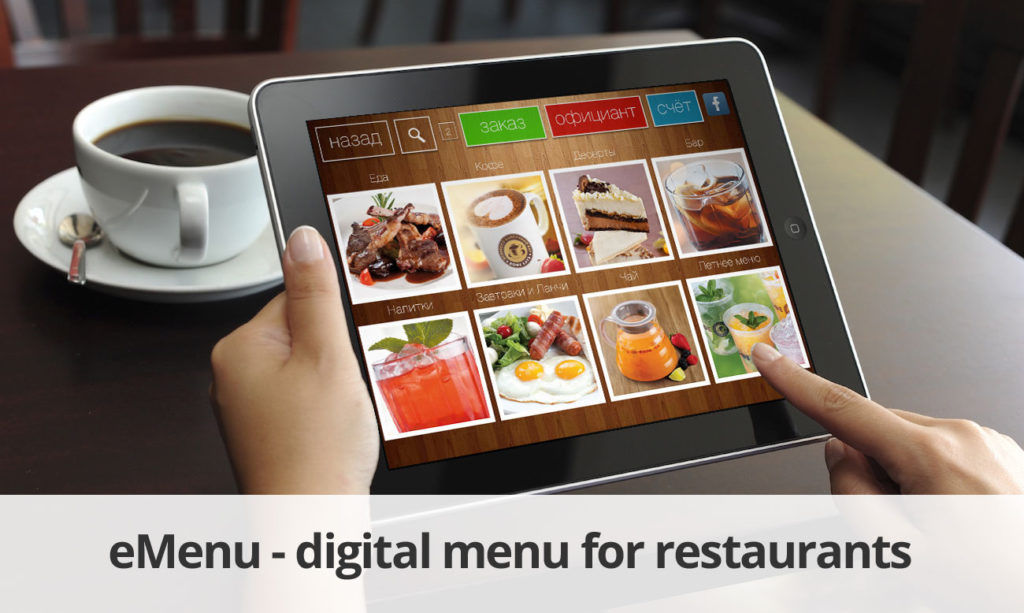 назад 2 заказ официант счёт f
Еда Кофе Десерты Бар
Напитки Завтраки и Ланчи Чай Летнее меню
eMenu - digital menu for restaurants